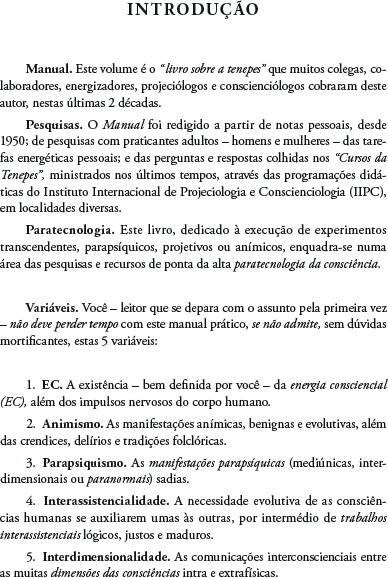 INTRODUÇÃO
Manual. Este volume é o “livro sobre a tenepes” que muitos colegas, co-
laboradores, energizadores, projeciólogos e conscienciólogos cobraram deste
autor, nestas últimas 2 décadas.
Pesquisas. O Manual foi redigido a partir de notas pessoais, desde
1950; de pesquisas com praticantes adultos – homens e mulheres – das tare-
fas energéticas pessoais; e das perguntas e respostas colhidas nos “Cursos da
Tenepes”, ministrados nos últimos tempos, através das programações didá-
ticas do Instituto Internacional de Projeciologia e Conscienciologia (IIPC),
em localidades diversas.
Paratecnologia. Este livro, dedicado à execução de experimentos
transcendentes, parapsíquicos, projetivos ou anímicos, enquadra-se numa
área das pesquisas e recursos de ponta da alta paratecnologia da consciência.
Variáveis. Você – leitor que se depara com o assunto pela primeira vez
– não deve perder tempo com este manual prático, se não admite, sem dúvidas
mortificantes, estas 5 variáveis:
1. EC. A existência – bem definida por você – da energia consciencial
(EC), além dos impulsos nervosos do corpo humano.
2. Animismo. As manifestações anímicas, benignas e evolutivas, além
das crendices, delírios e tradições folclóricas.
3. Parapsiquismo. As manifestações parapsíquicas (mediúnicas, inter-
dimensionais ou paranormais) sadias.
4. Interassistencialidade. A necessidade evolutiva de as consciên-
cias humanas se auxiliarem umas às outras, por intermédio de trabalhos
interassistenciais lógicos, justos e maduros.
5. Interdimensionalidade. As comunicações interconscienciais entre
as muitas dimensões das consciências intra e extrafísicas.